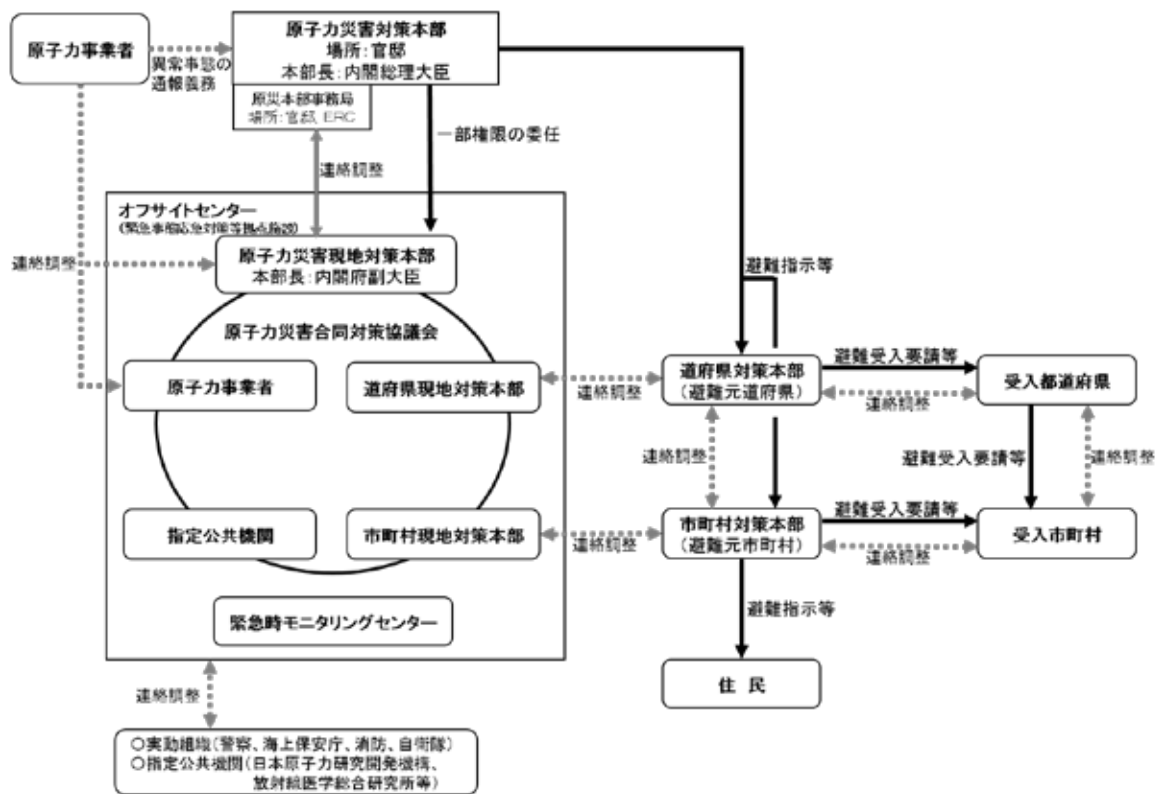 原子力事業者
異常事態の
通報義務
原子力災害対策本部
場所：官邸
本部長：内閣総理大臣
原災本部事務局
場所：官邸、ERC
一部権限の委任
連絡調整
オフサイトセンター
(緊急事態応急対策等拠点施設)
連絡調整
原子力災害現地対策本部
本部長：内閣府副大臣
避難指示等
原子力災害合同対策協議会
原子力事業者
道府県現地対策本部
連絡調整
道府県対策本部
（避難元道府県）
避難受入要請等
連絡調整
受入都道府県
連絡調整
避難受入要請等
連絡調整
指定公共機関
市町村現地対策本部
連絡調整
市町村対策本部
（避難元市町村）
避難受入要請等
連絡調整
受入市町村
緊急時モニタリングセンター
避難指示等
住　民
連絡調整
○実動組織（警察、海上保安庁、消防、自衛隊）
○指定公共機関（日本原子力研究開発機構、
放射線医学総合研究所等）